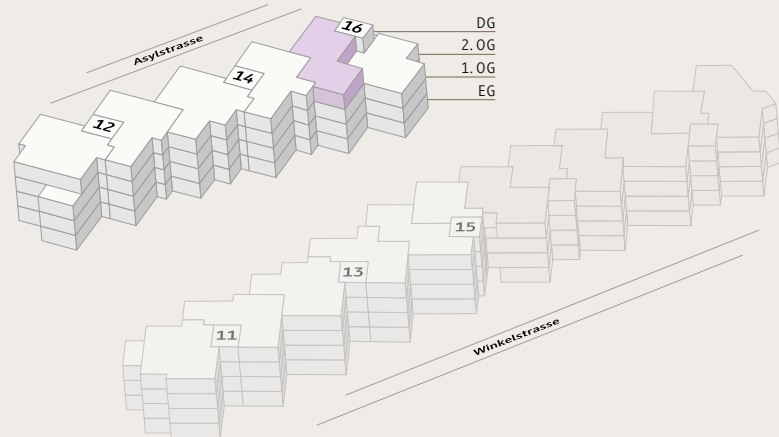 Asylstrasse
16
DG
2. OG
1. OG
EG
14
12
15
13
11
Winkelstrasse